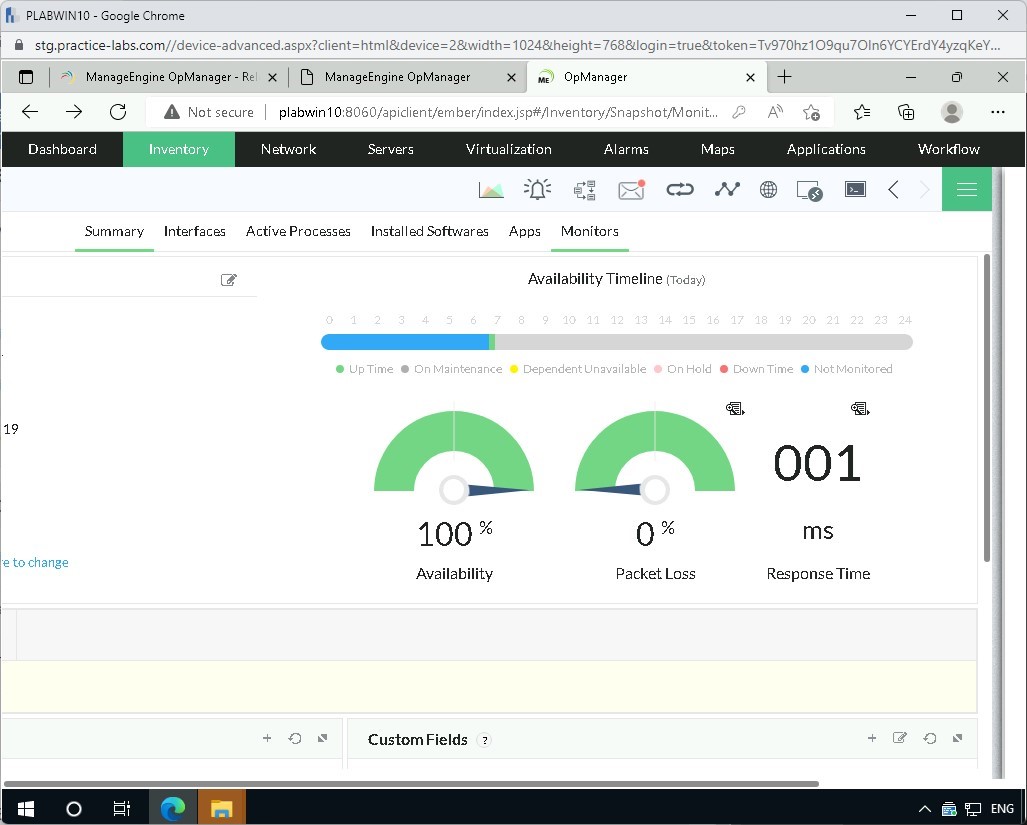 PLABWIN10 - Google Chrome
stg.practice-labs.com//device-advanced.aspx?client=html&device=2&width=1024&height=768&login=true&token=Tv970hz1O9qu7OIn6YCYErdY4yzqKeY...
ManageEngine OpManager - Rel
ManageEngine OpManager
ME
OpManager
Not secure
plabwin10:8060/apiclient/ember/index.jsp#/Inventory/Snapshot/Monit...
Dashboard Inventory Network Servers Virtualization Alarms Maps Applications Workflow
Summary Interfaces Active Processes Installed Softwares Apps Monitors
Availability Timeline (Today)
0 1 2 3 4 5 6 7 8 9 10 11 12 13 14 15 16 17 18 19 20 21 22 23 24
Up Time On Maintenance Dependent Unavailable On Hold Down Time Not Monitored
19
001
100 % 0 % ms
Availability Packet Loss Response Time
e to change
Custom Fields ?
ENG